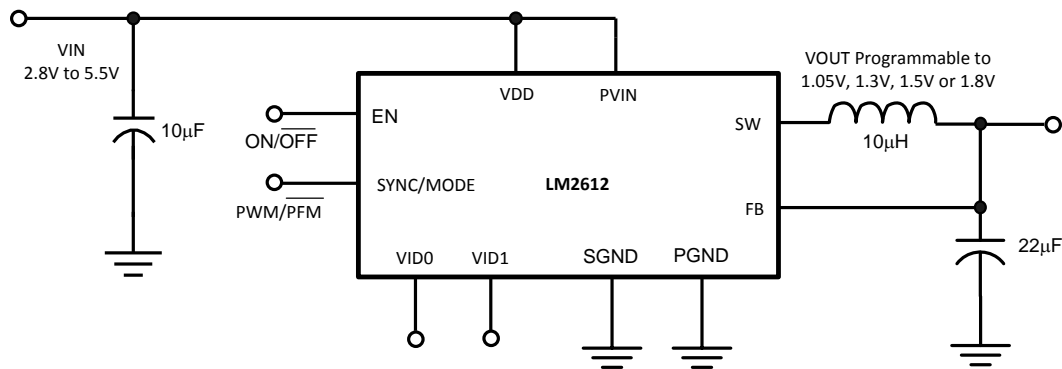 VIN
2.8V to 5.5V
10μF
VDD
PVIN
VOUT Programmable to
1.05V, 1.3V, 1.5V or 1.8V
EN
ON/OFF
SW
10μH
SYNC/MODE
LM2612
PWM/PFM
FB
VID0
VID1
SGND
PGND
22μF